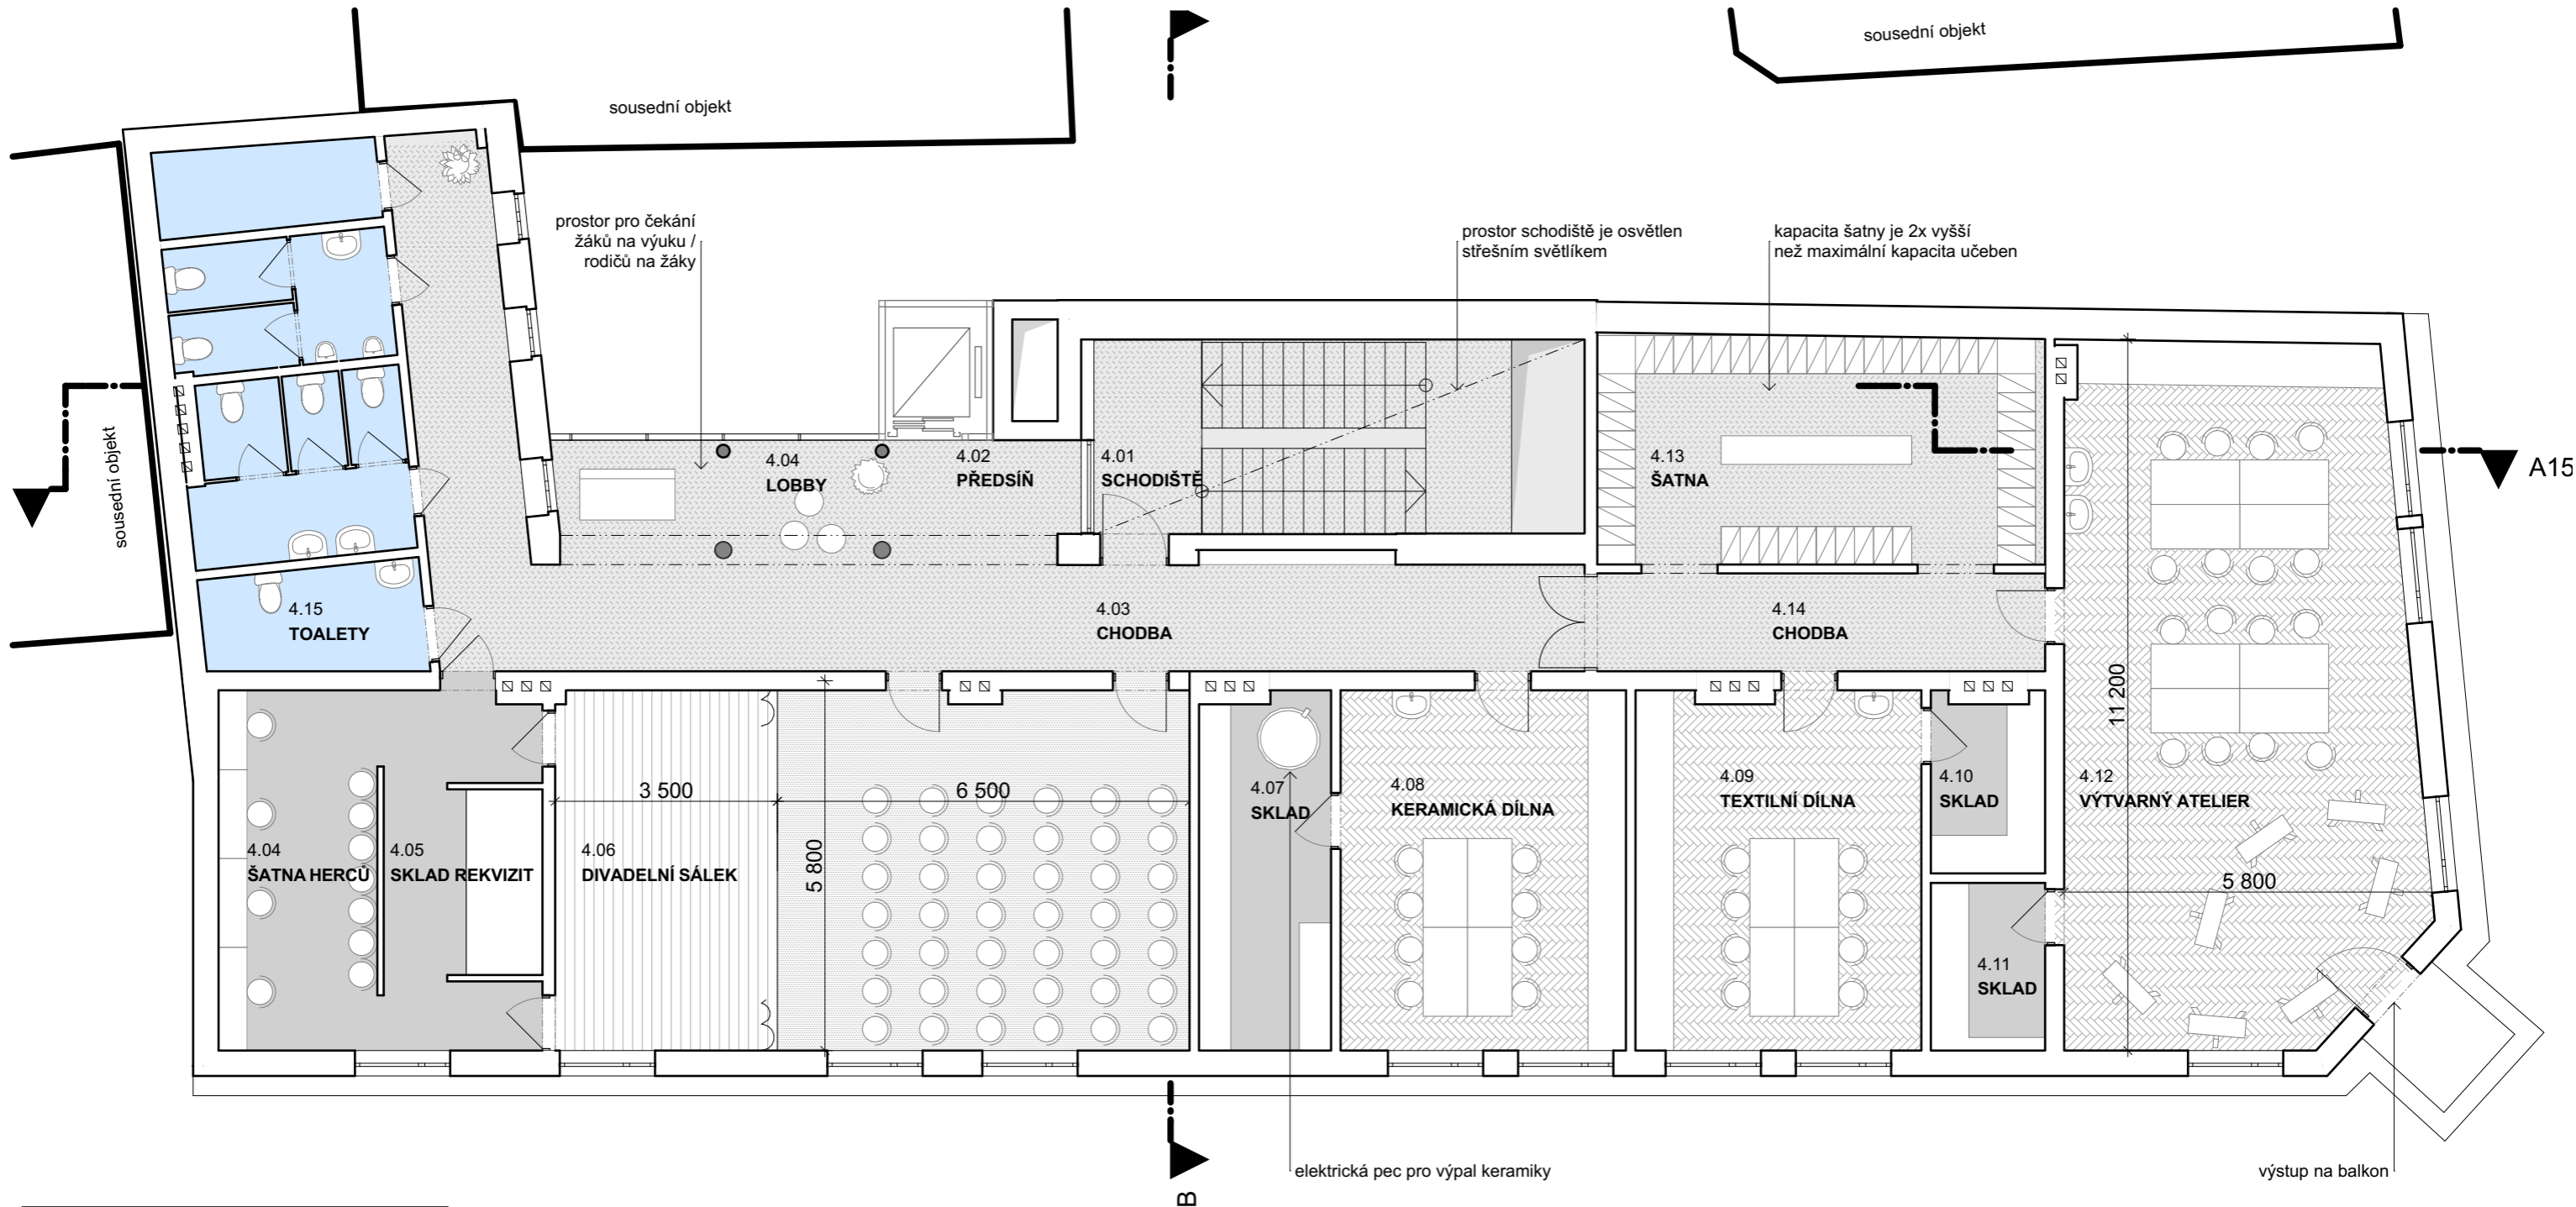 sousední objekt
sousední objekt
sousední objekt
prostor pro čekání
žáků na výuku /
rodičů na žáky
prostor schodiště je osvětlen
střešním světlíkem
kapacita šatny je 2x vyšší
než maximální kapacita učeben
4.04
LOBBY
4.02
PŘEDSÍŇ
4.01
SCHODIŠTĚ
4.13
ŠATNA
A15
4.15
TOALETY
4.03
CHODBA
4.14
CHODBA
11 200
3 500
6 500
5 800
4.07
SKLAD
4.08
KERAMICKÁ DÍLNA
4.09
TEXTILNÍ DÍLNA
4.10
SKLAD
4.12
VÝTVARNÝ ATELIER
4.04
ŠATNA HERCŮ
4.05
SKLAD REKVIZIT
4.06
DIVADELNÍ SÁLEK
5 800
4.11
SKLAD
elektrická pec pro výpal keramiky
výstup na balkon
B